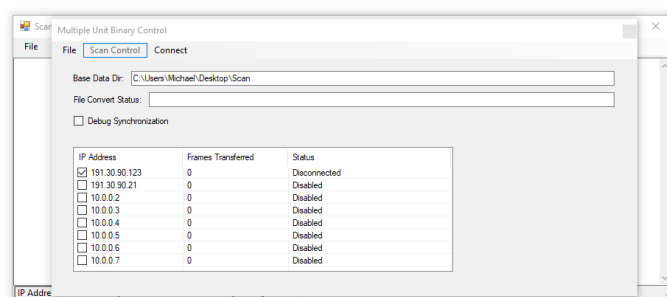 Scan
Multiple Unit Binary Control
File
File Scan Control Connect
Base Data Dir: C:\Users\Michael\Desktop\Scan
File Convert Status:
Debug Synchronization
IP Address Frames Transferred Status
191.30.90.123 0 Disconnected
191.30.90.21 0 Disabled
10.0.0.2 0 Disabled
10.0.0.3 0 Disabled
10.0.0.4 0 Disabled
10.0.0.5 0 Disabled
10.0.0.6 0 Disabled
10.0.0.7 0 Disabled
IP Addre